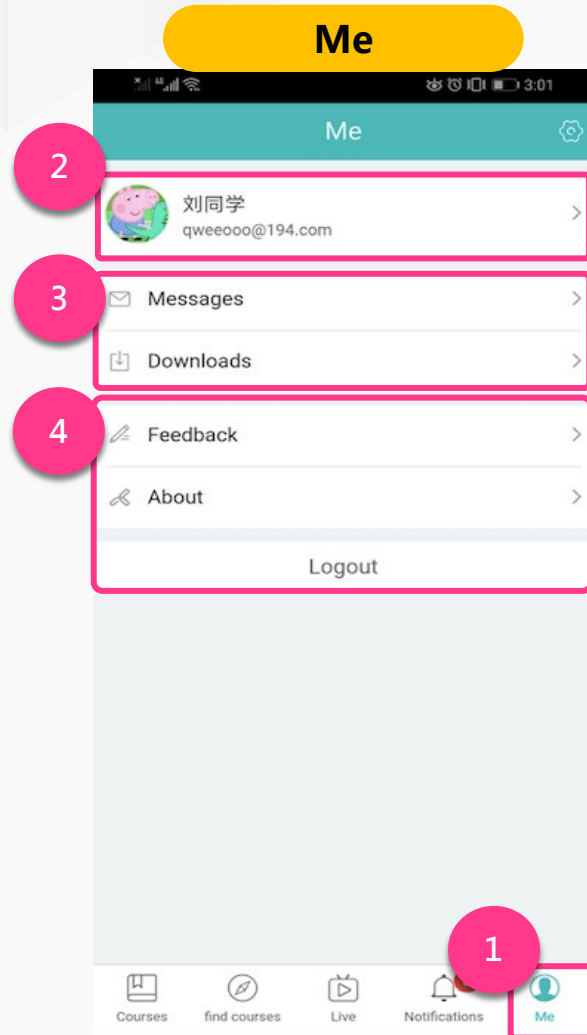 Me
3:01
Me
2
刘同学
qweeooo@194.com
3
Messages
Downloads
4
Feedback
About
Logout
1
Courses
find courses
Live
Notifications
Me